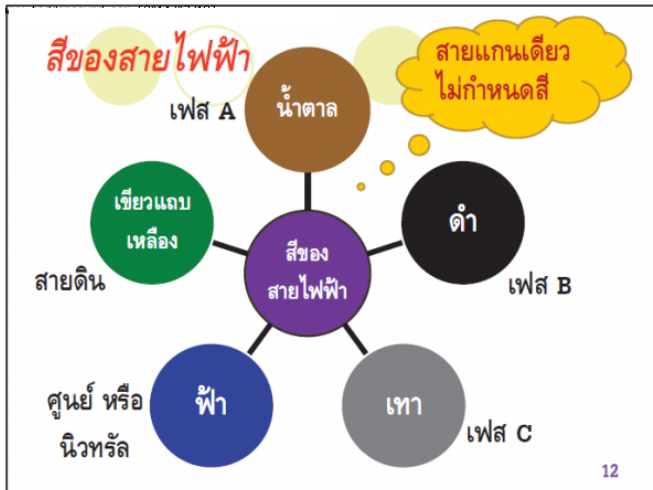 สีของสายไฟฟ้า
สายแกนเดียว
ไม่กำหนดสี
น้ำตาล
เฟส A
เขียวแถบ
เหลือง
สายดิน
ดำ
เฟส B
สีของ
สายไฟฟ้า
ฟ้า
ศูนย์ หรือ
นิวทรัล
เทา
เฟส C
12